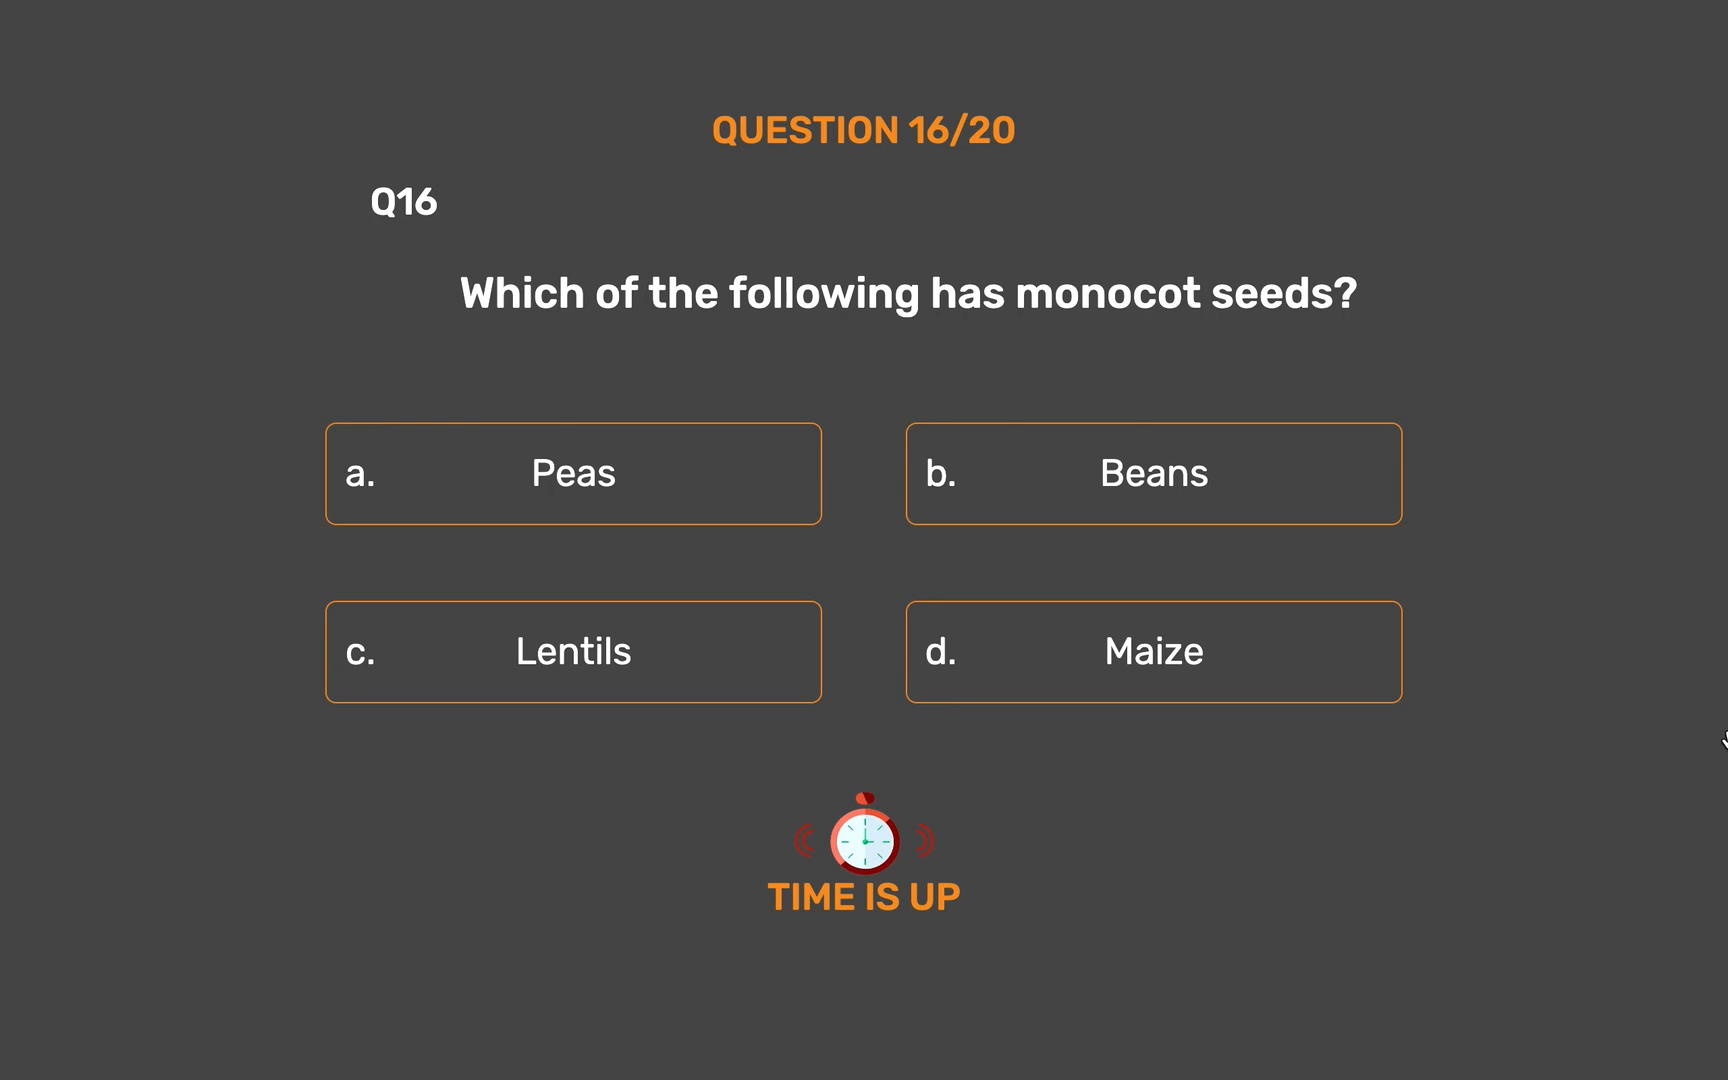 QUESTION 16/20
Q16
Which of the following has monocot seeds?
a. Peas
b. Beans
c. Lentils
d. Maize
TIME IS UP